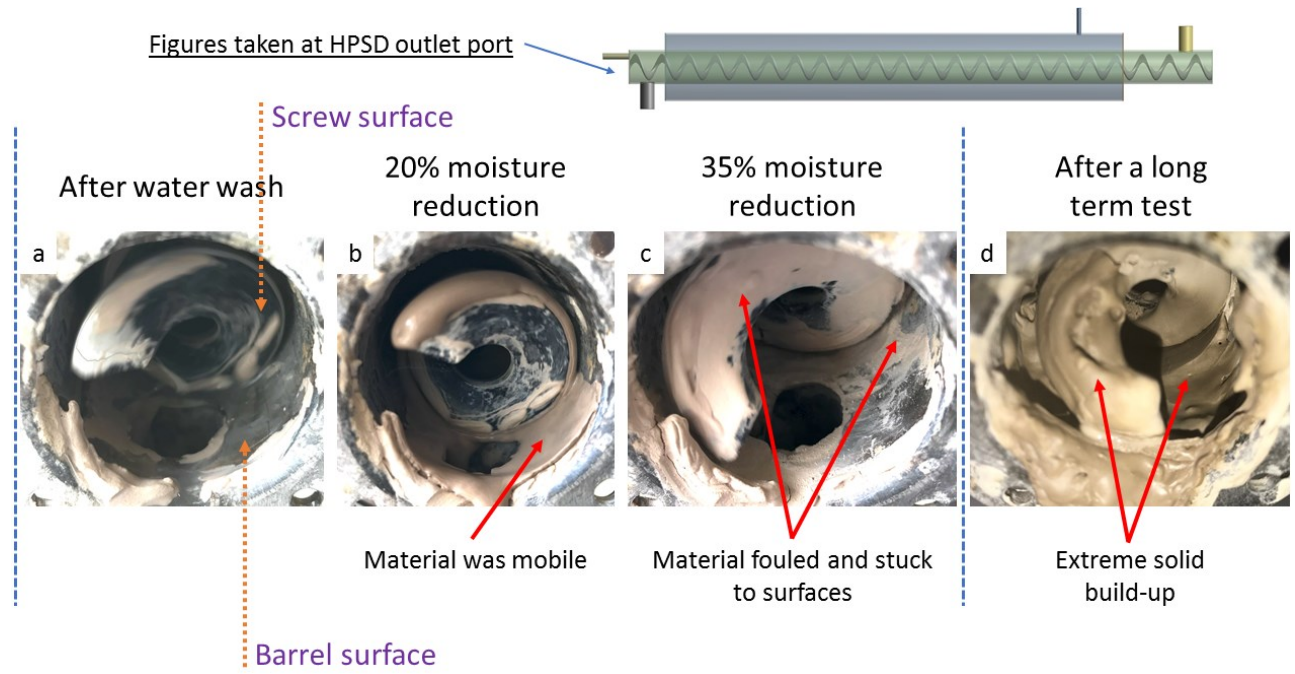 Figures taken at HPSD outlet port
Screw surface
After water wash
20% moisture
reduction
35% moisture
reduction
After a long
term test
a
b
c
d
Material was mobile
Material fouled and stuck
to surfaces
Extreme solid
build-up
Barrel surface